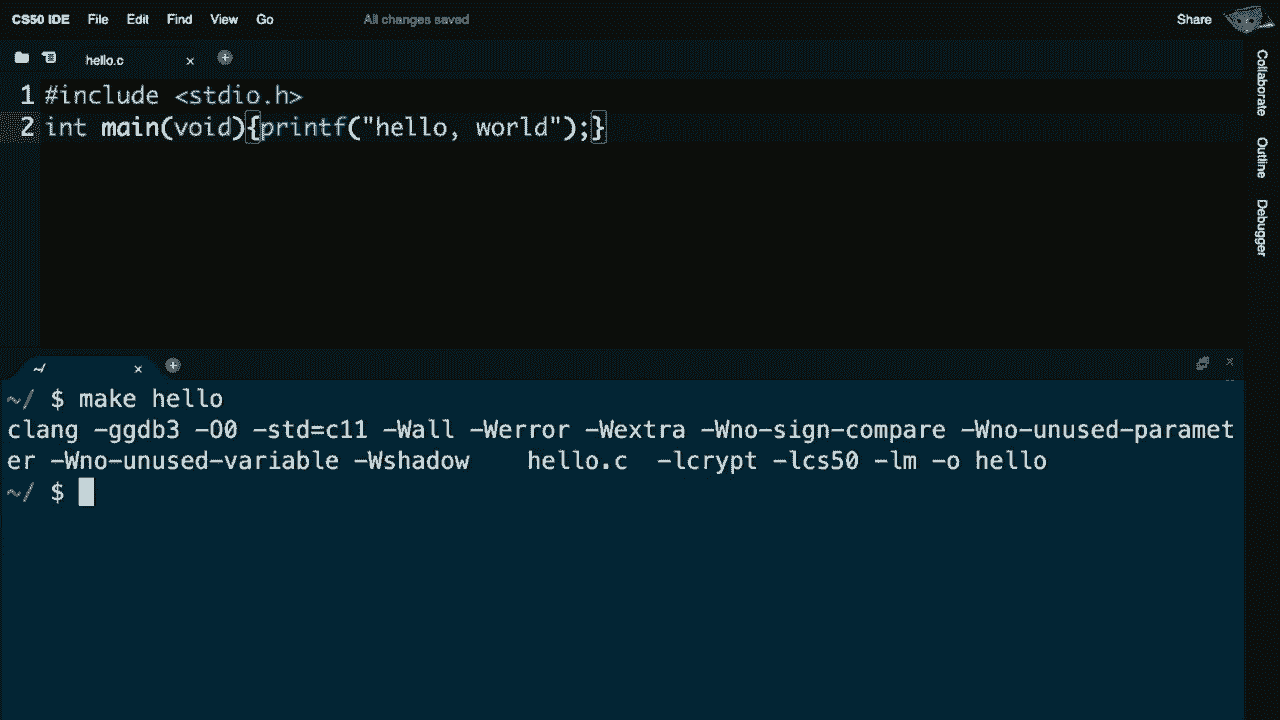 CS50 IDE File Edit Find View Go All changes saved Share
hello.c x +
1 #include <stdio.h>
2 int main(void){printf("hello, world");}
Collaborate
Outline
Debugger
~/ x +
~/ $ make hello
clang -ggdb3 -O0 -std=c11 -Wall -Werror -Wextra -Wno-sign-compare -Wno-unused-paramet
er -Wno-unused-variable -Wshadow    hello.c  -lcrypt -lcs50 -lm -o hello
~/ $